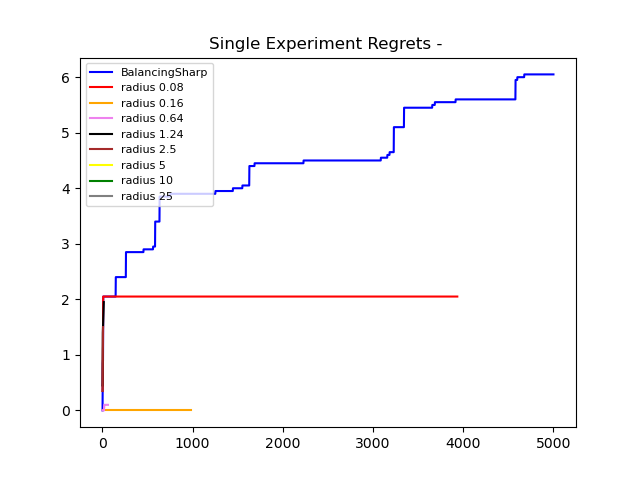 Single Experiment Regrets -
BalancingSharp
radius 0.08
radius 0.16
radius 0.64
radius 1.24
radius 2.5
radius 5
radius 10
radius 25
6
5
4
3
2
1
0
0 1000 2000 3000 4000 5000